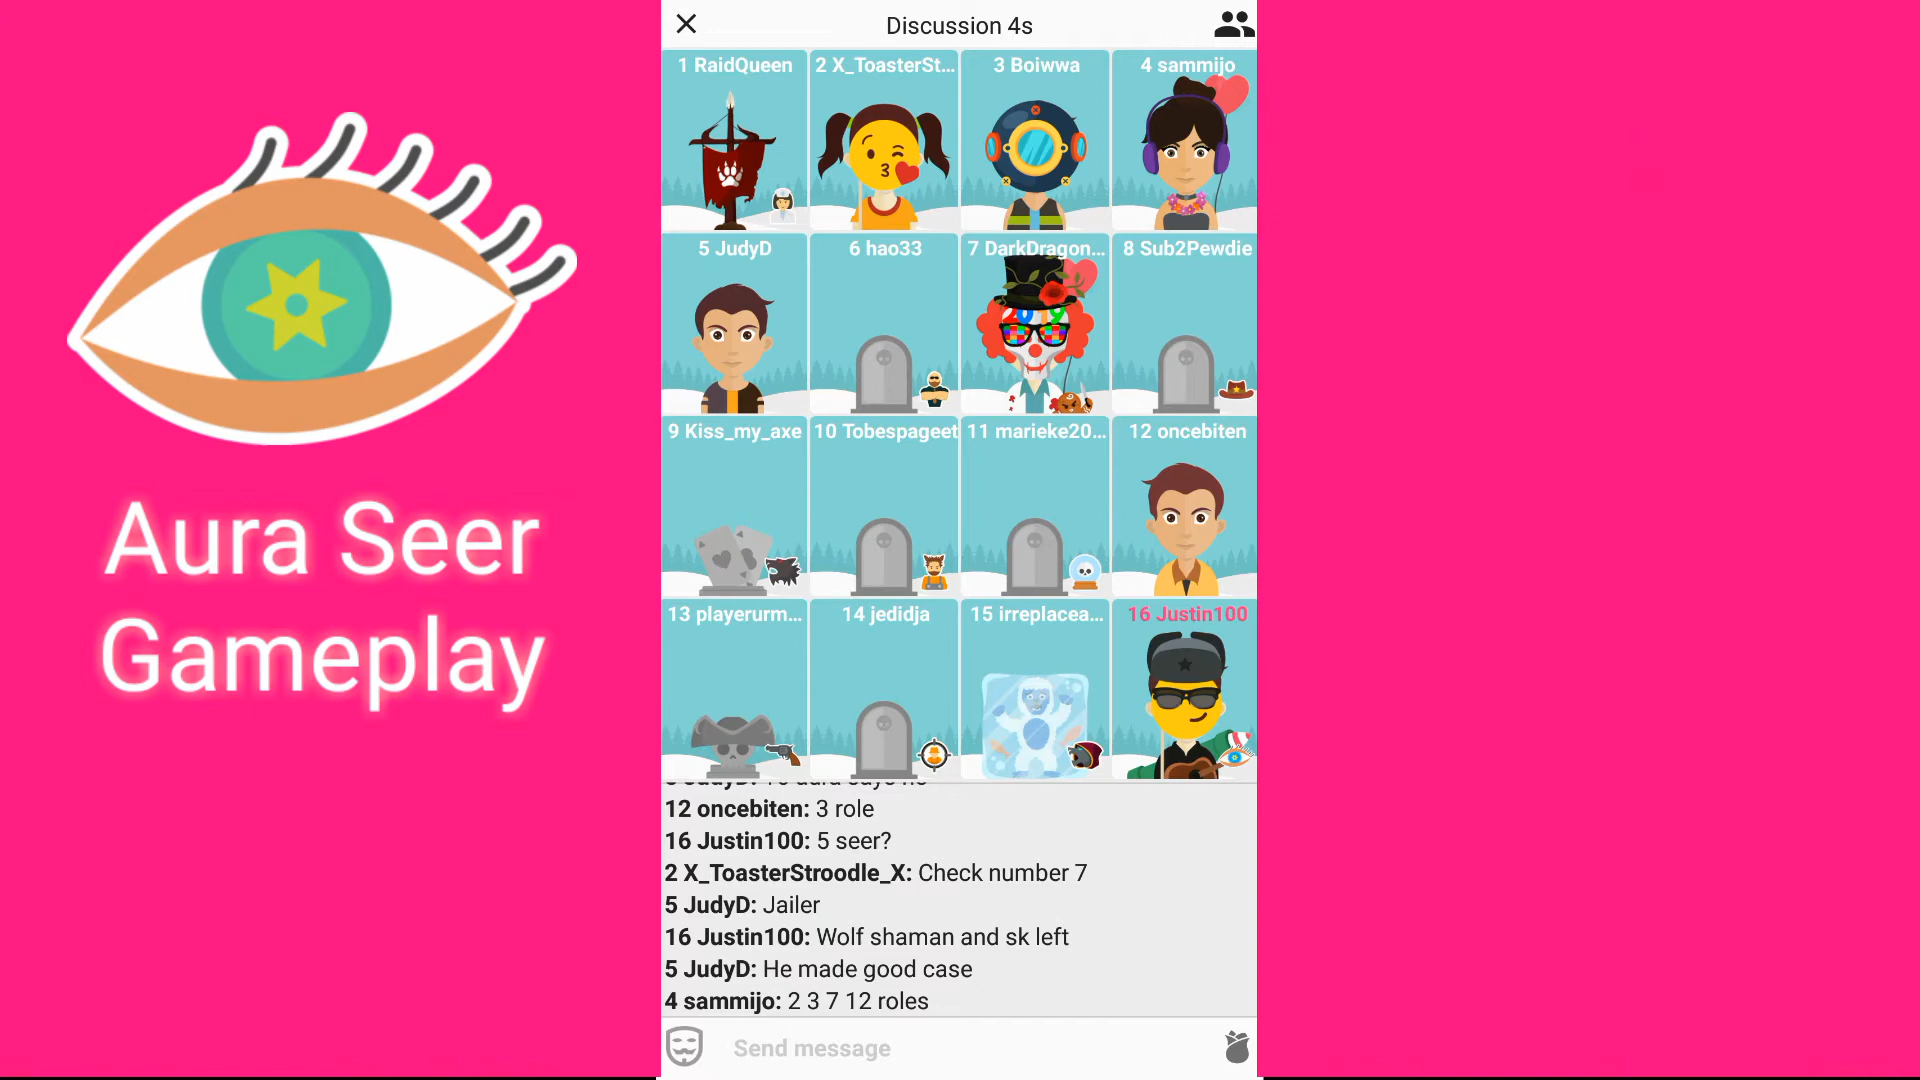 Aura Seer
Gameplay
Discussion 4s
1 RaidQueen
2 X_ToasterSt...
3 Boiwwa
4 sammijo
5 JudyD
6 hao33
7 DarkDragon...
8 Sub2Pewdie
9 Kiss_my_axe
10 Tobespageet
11 marieke20...
12 oncebiten
13 playerurm...
14 jedidja
15 irreplacea...
16 Justin100
12 oncebiten: 3 role
16 Justin100: 5 seer?
2 X_ToasterStroodle_X: Check number 7
5 JudyD: Jailer
16 Justin100: Wolf shaman and sk left
5 JudyD: He made good case
4 sammijo: 2 3 7 12 roles
Send message